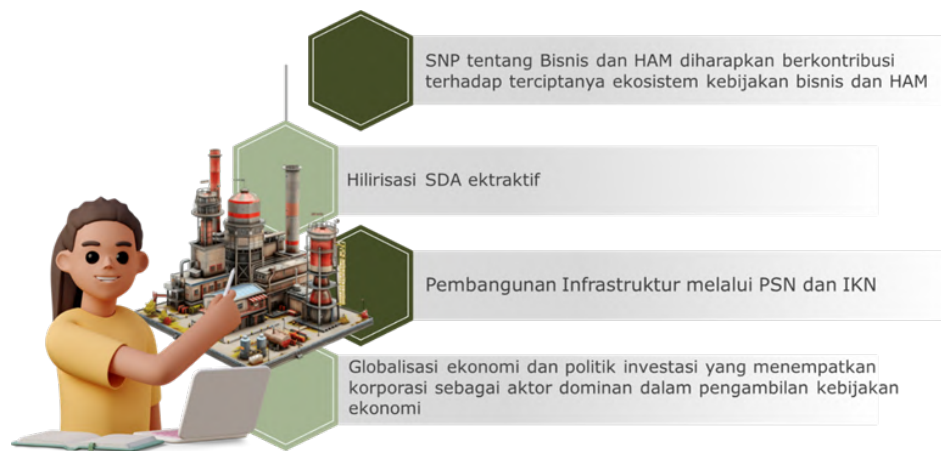 SNP tentang Bisnis dan HAM diharapkan berkontribusi
terhadap terciptanya ekosistem kebijakan bisnis dan HAM
Hilirisasi SDA ektraktif
Pembangunan Infrastruktur melalui PSN dan IKN
Globalisasi ekonomi dan politik investasi yang menempatkan
korporasi sebagai aktor dominan dalam pengambilan kebijakan
ekonomi